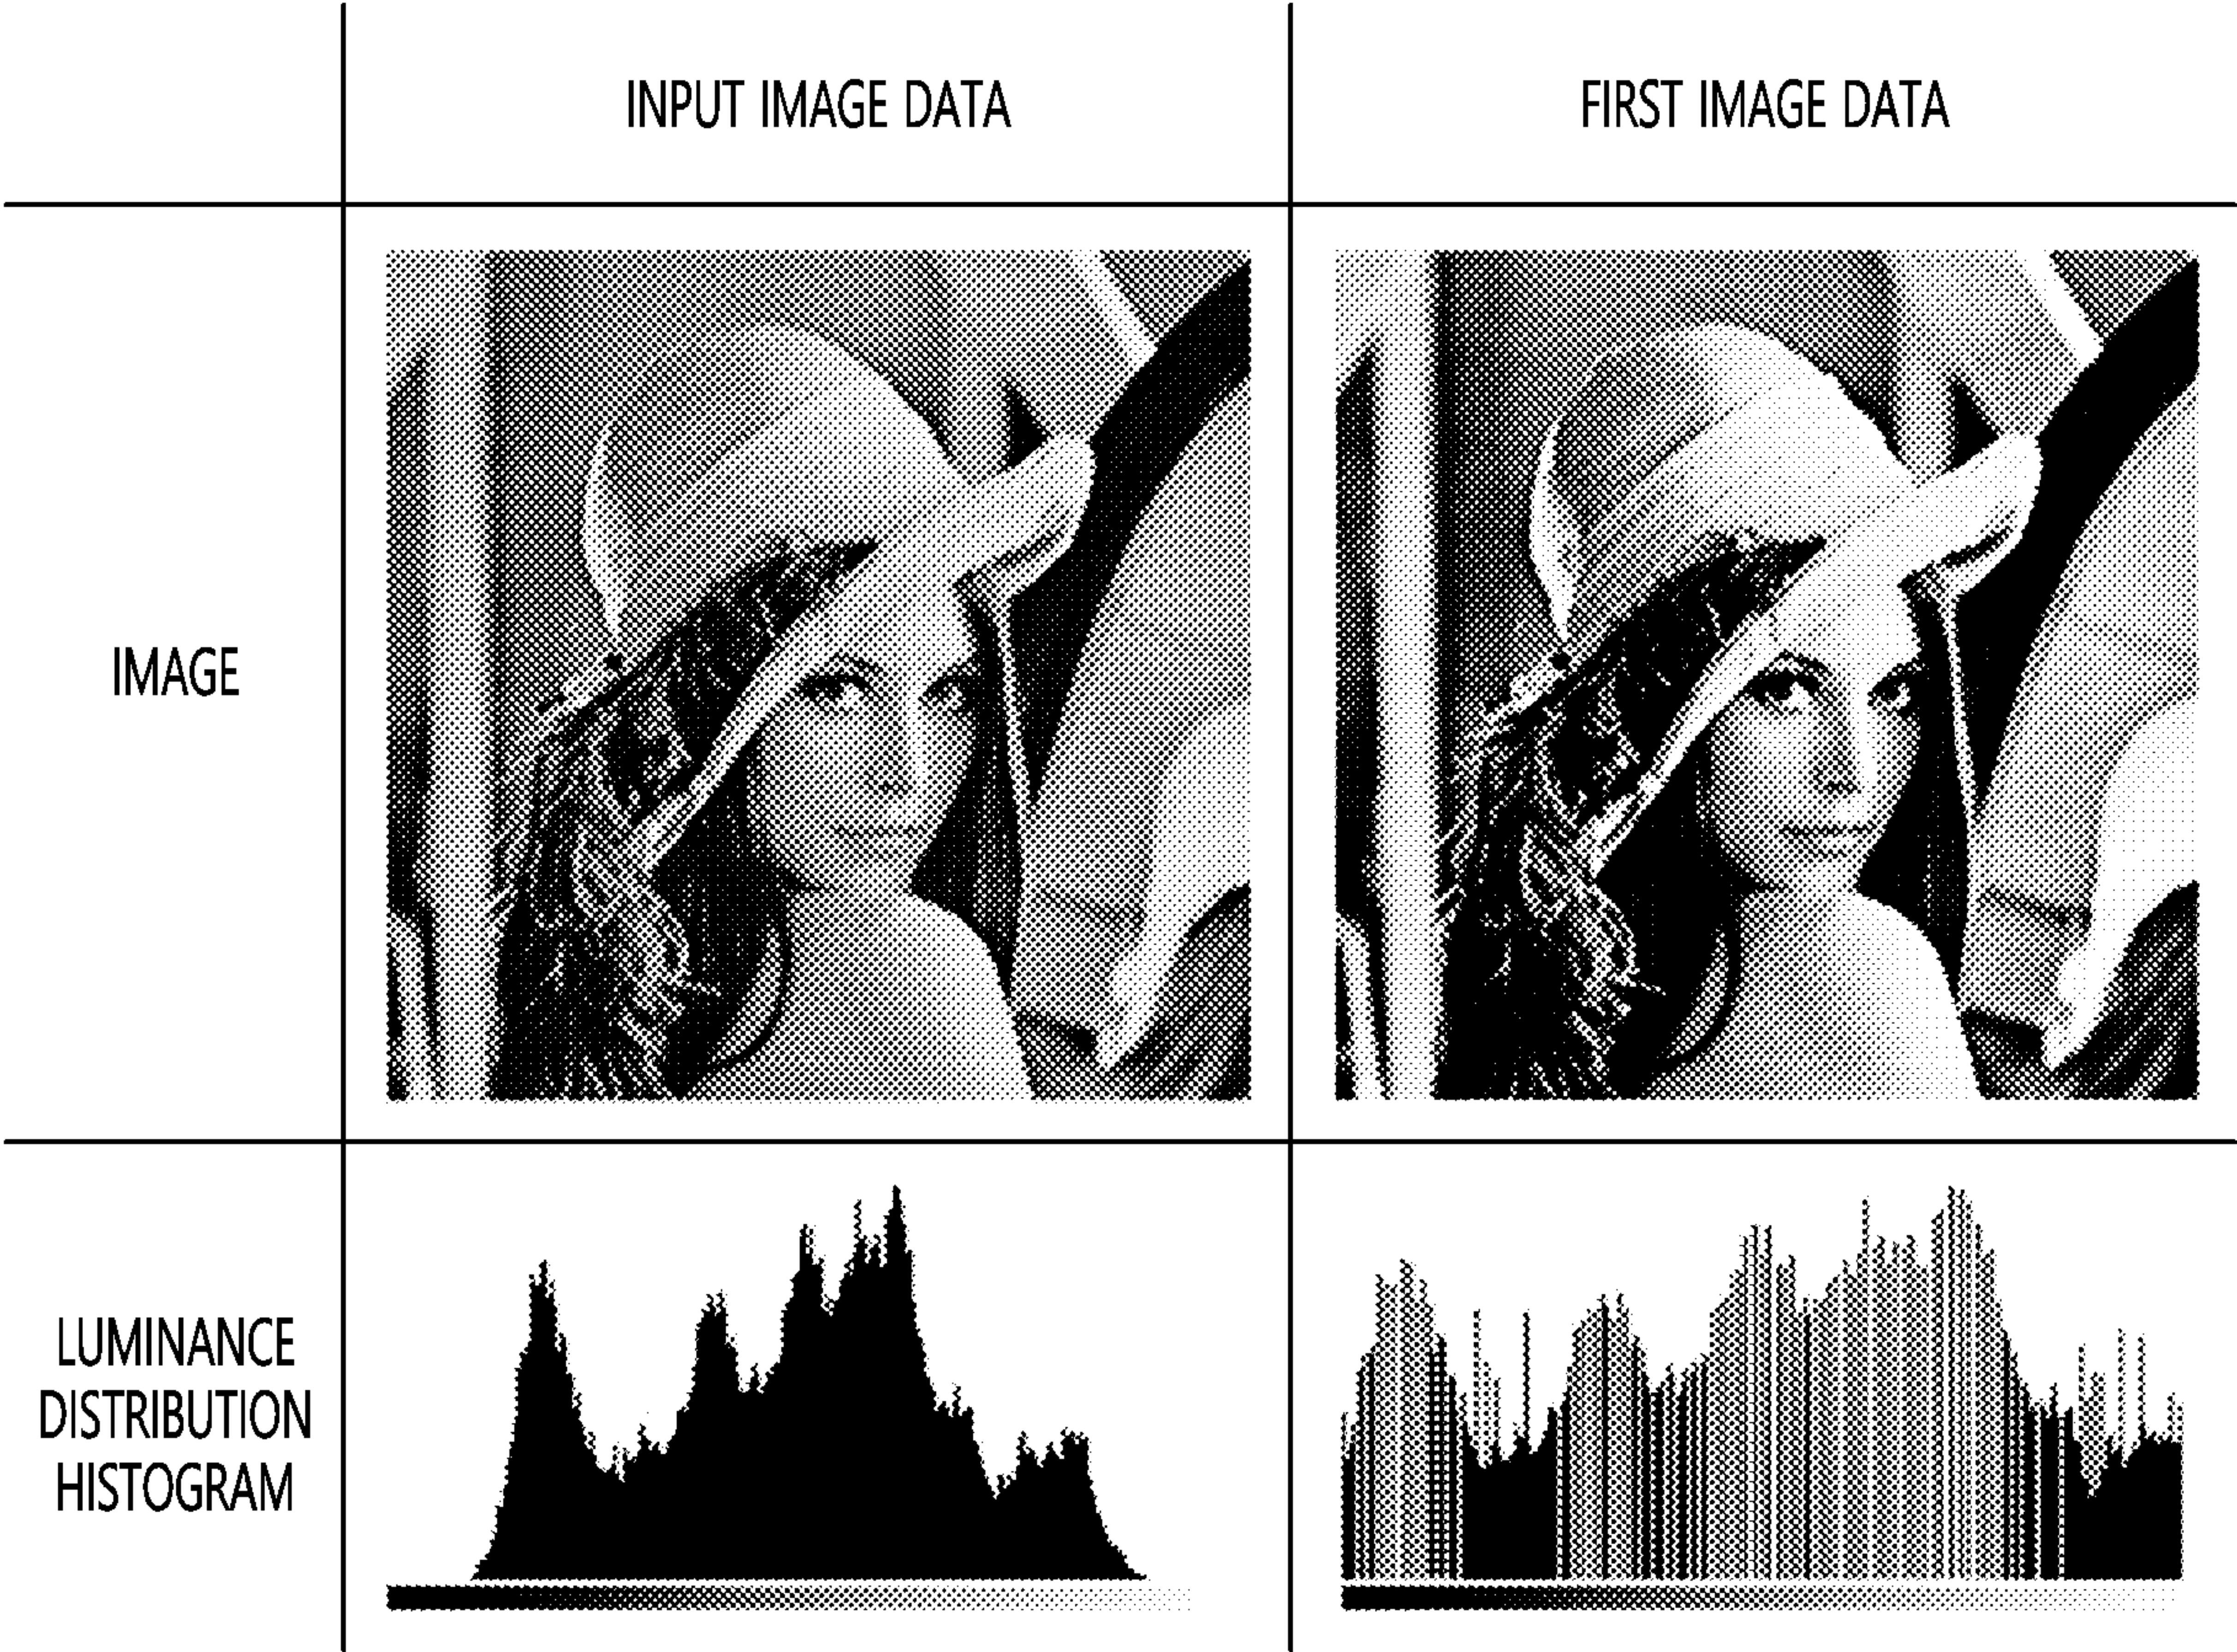 INPUT IMAGE DATA
FIRST IMAGE DATA
IMAGE
LUMINANCE
DISTRIBUTION
HISTOGRAM